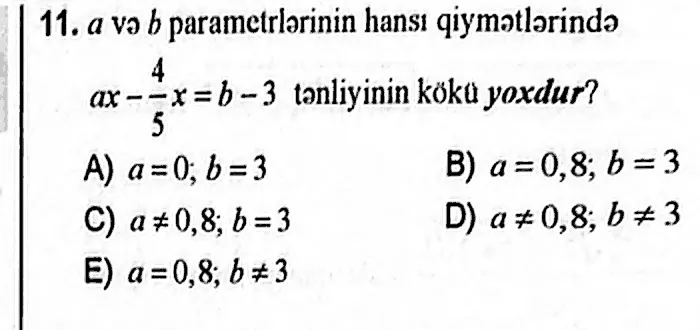 11. a və b parametrlərinin hansı qiymətlərində
ax - 4/5 x = b - 3 tənliyinin kökü yoxdur?
A) a = 0; b = 3 B) a = 0,8; b = 3
C) a ≠ 0,8; b = 3 D) a ≠ 0,8; b ≠ 3
E) a = 0,8; b ≠ 3